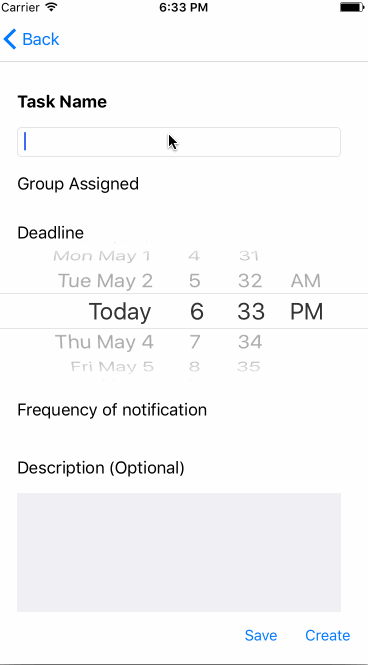 Carrier 6:33 PM
Back
Task Name
Group Assigned
Deadline
Mon May 1 4 31
Tue May 2 5 32 AM
Today 6 33 PM
Thu May 4 7 34
Fri May 5 8 35
Frequency of notification
Description (Optional)
Save Create